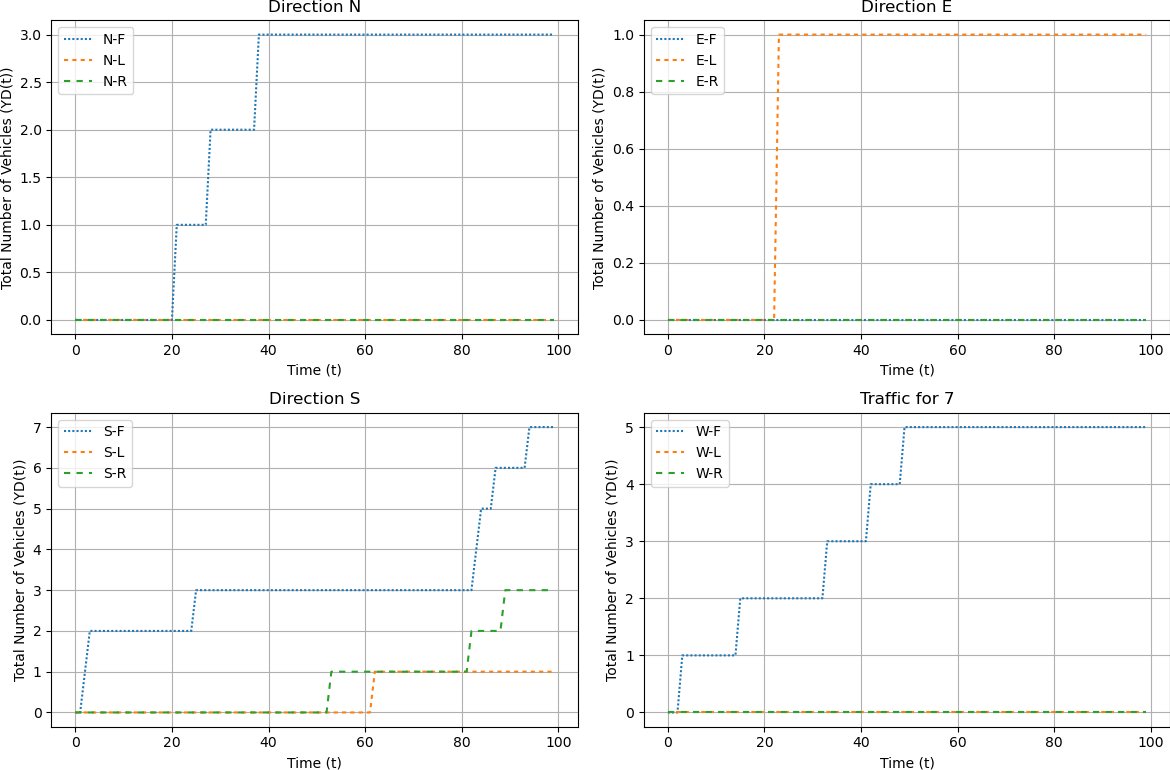 Direction N
Total Number of Vehicles (YD(t))
3.0
2.5
2.0
1.5
1.0
0.5
0.0
N-F
N-L
N-R
0 20 40 60 80 100
Time (t)
Direction E
Total Number of Vehicles (YD(t))
1.0
0.8
0.6
0.4
0.2
0.0
E-F
E-L
E-R
0 20 40 60 80 100
Time (t)
Direction S
Total Number of Vehicles (YD(t))
7
6
5
4
3
2
1
0
S-F
S-L
S-R
0 20 40 60 80 100
Time (t)
Traffic for 7
Total Number of Vehicles (YD(t))
5
4
3
2
1
0
W-F
W-L
W-R
0 20 40 60 80 100
Time (t)